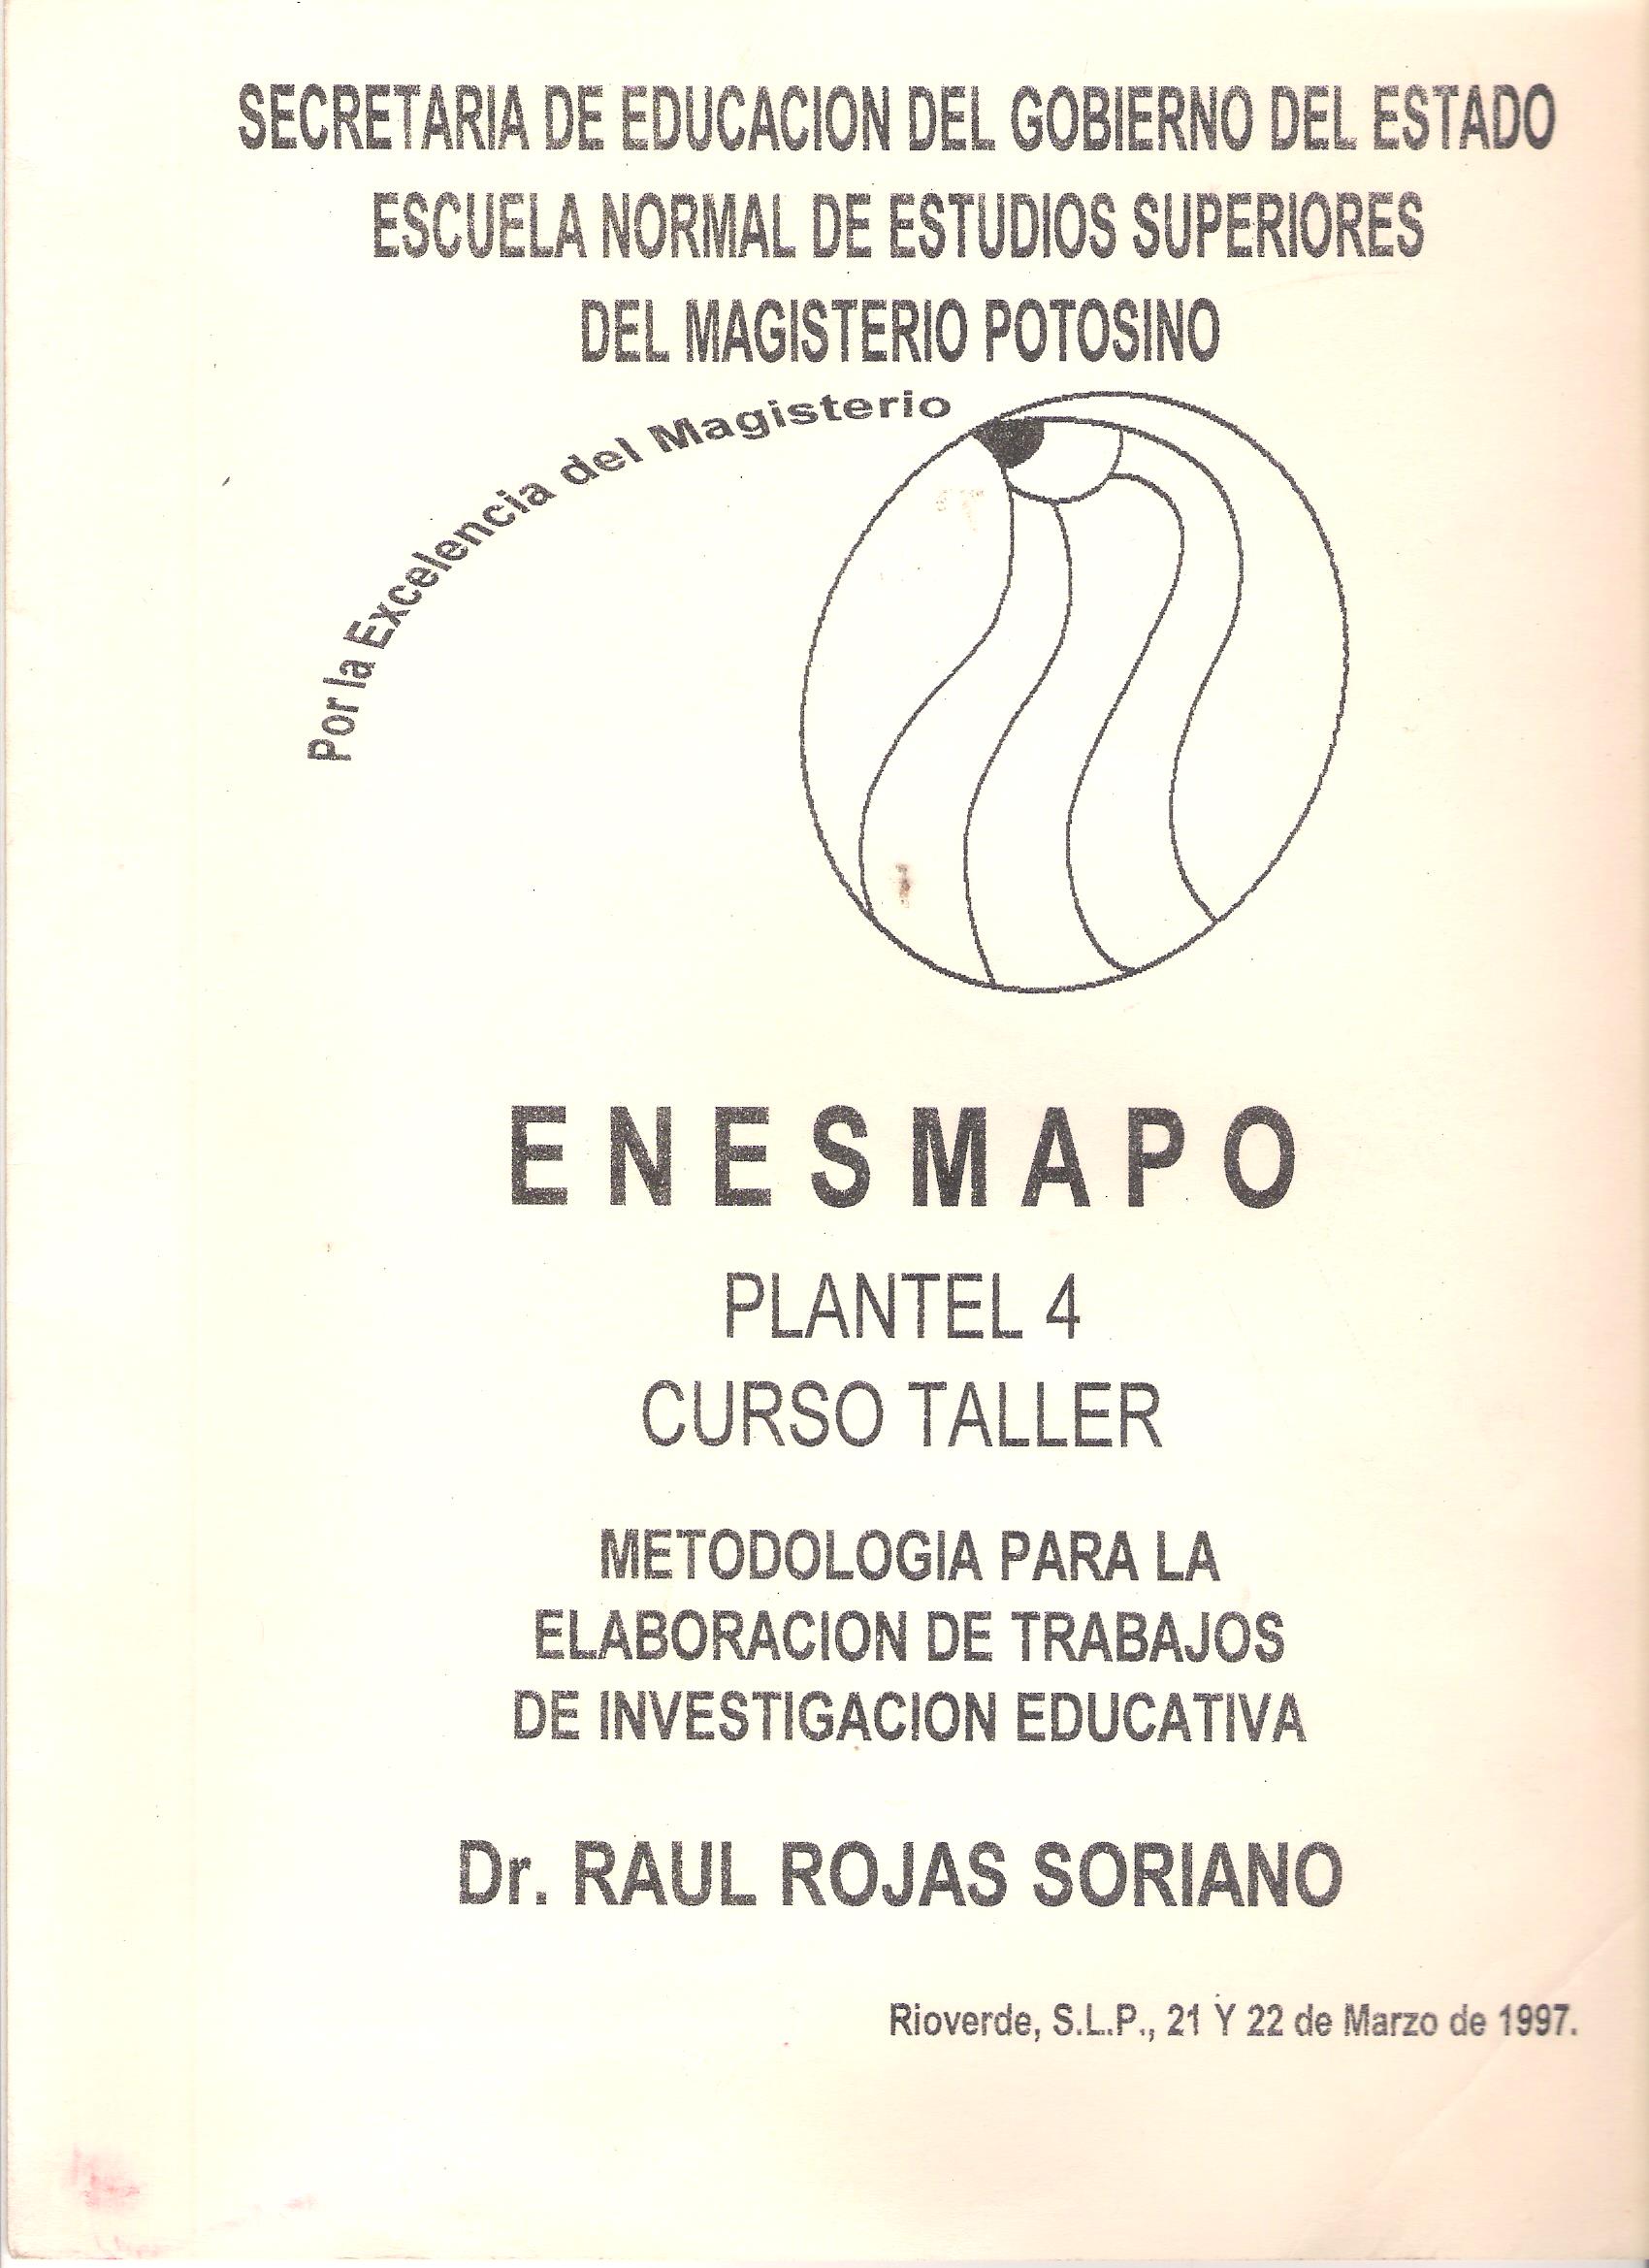 SECRETARIA DE EDUCACION DEL GOBIERNO DEL ESTADO
ESCUELA NORMAL DE ESTUDIOS SUPERIORES
DEL MAGISTERIO POTOSINO
Por la Excelencia del Magisterio
E N E S M A P O
PLANTEL 4
CURSO TALLER
METODOLOGIA PARA LA
ELABORACION DE TRABAJOS
DE INVESTIGACION EDUCATIVA
Dr. RAUL ROJAS SORIANO
Rioverde, S.L.P., 21 Y 22 de Marzo de 1997.